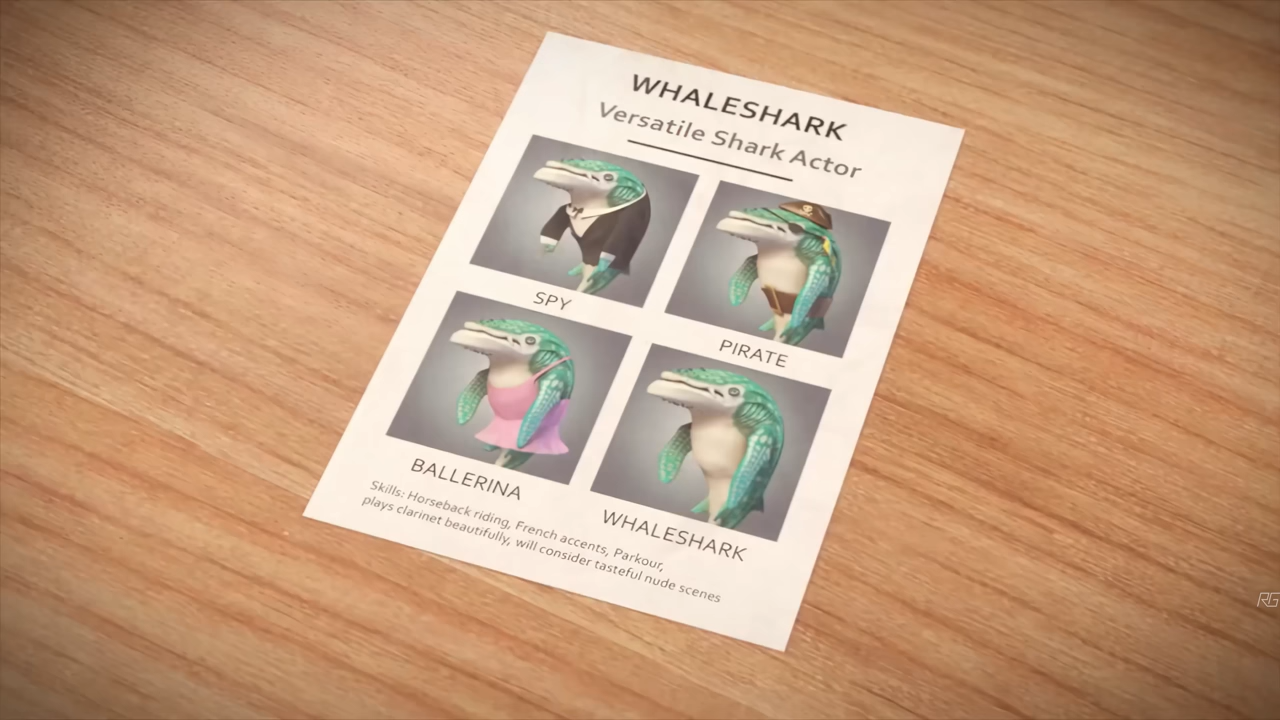 WHALESHARK
Versatile Shark Actor
SPY
PIRATE
BALLERINA
WHALESHARK
Skills: Horseback riding, French accents, Parkour,
plays clarinet beautifully, will consider tasteful nude scenes
RG